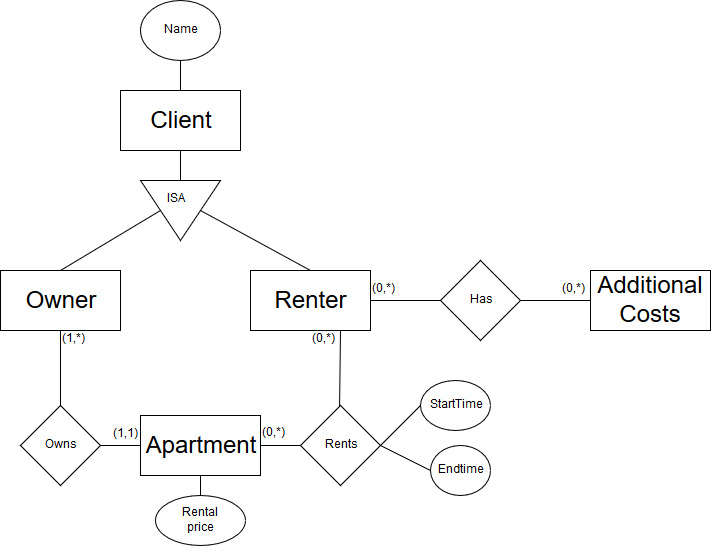 Name
Client
ISA
Owner
Renter
(0,*)
Has
(0,*)
Additional
Costs
(1,*)
(0,*)
StartTime
Owns
(1,1)
Apartment
(0,*)
Rents
Endtime
Rental
price